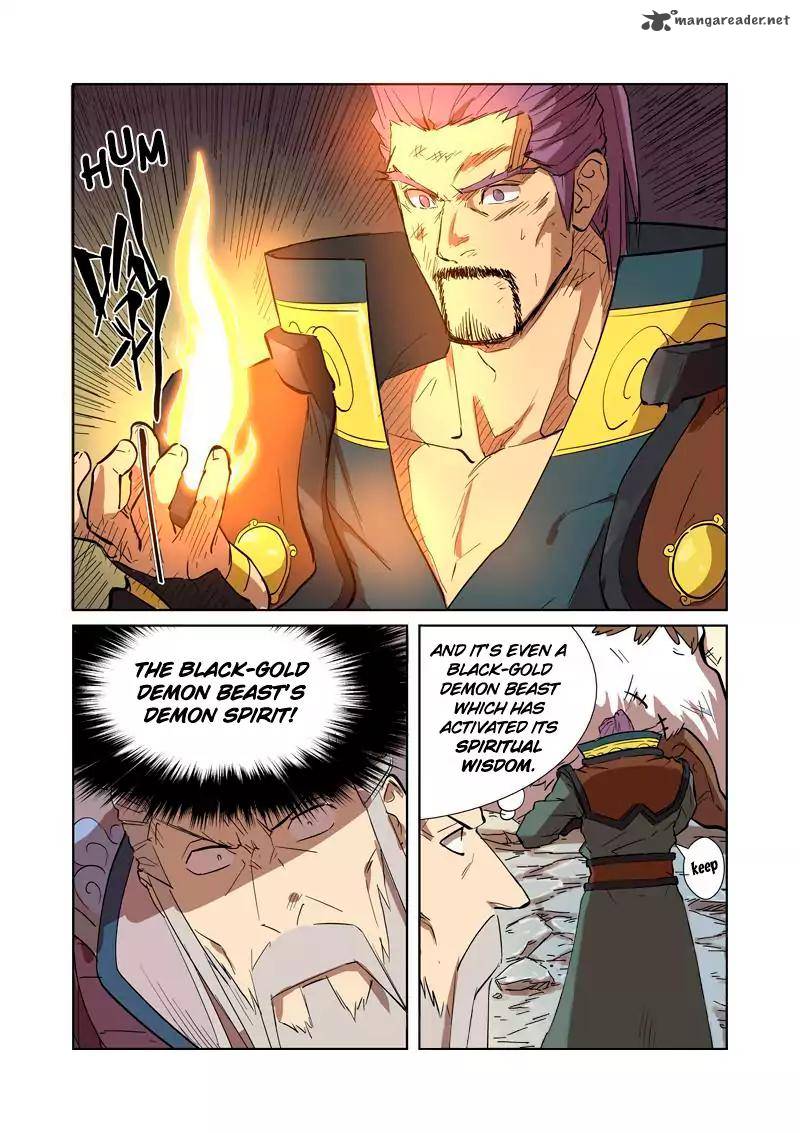 mangareader.net
HUM
THE BLACK-GOLD
DEMON BEAST'S
DEMON SPIRIT!
AND IT'S EVEN A
BLACK-GOLD
DEMON BEAST
WHICH HAS
ACTIVATED ITS
SPIRITUAL
WISDOM.
keep